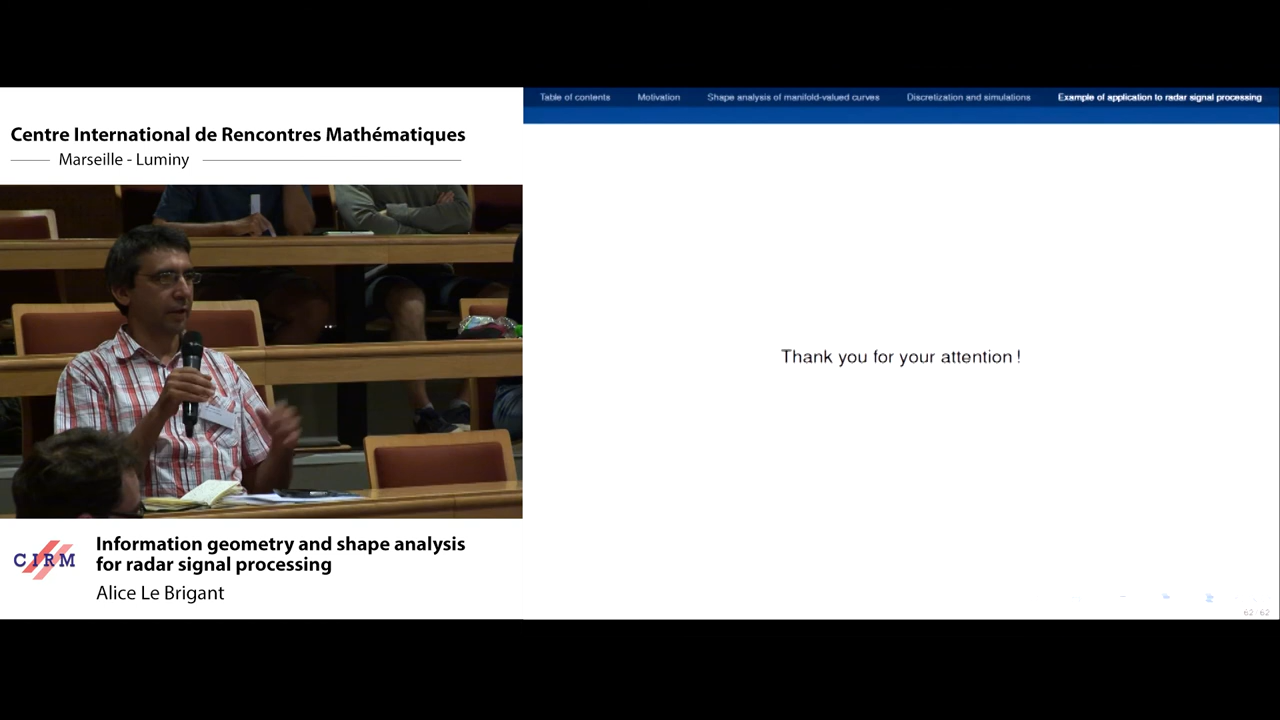 Centre International de Rencontres Mathématiques
Marseille - Luminy
Table of contents Motivation Shape analysis of manifold-valued curves Discretization and simulations Example of application to radar signal processing
Thank you for your attention !
CIRM
Information geometry and shape analysis
for radar signal processing
Alice Le Brigant
62 / 62